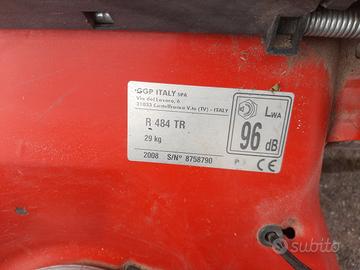 GGP ITALY SPA
Via del Lavoro, 6
31033 Castelfranco V.to (TV) - ITALY
R 484 TR
29 kg
2008 S/N° 8758790
LWA
96 dB
P CE
subito